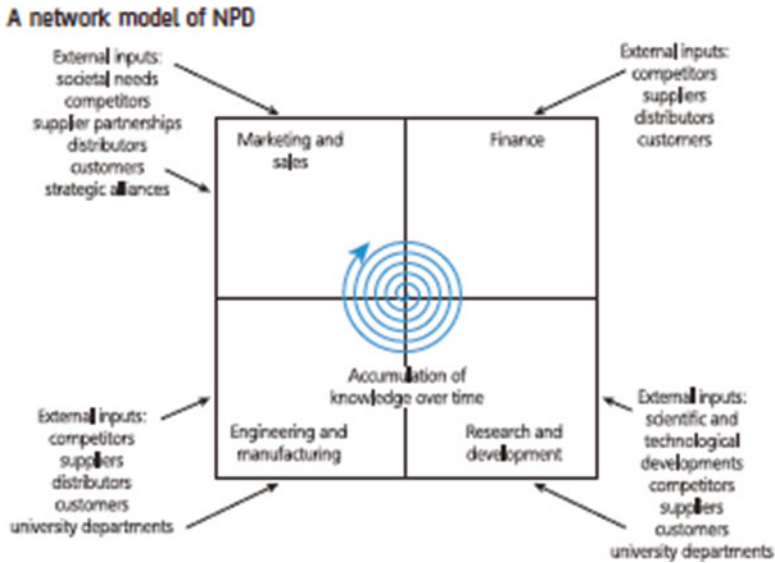 A network model of NPD
External inputs:
societal needs
competitors
supplier partnerships
distributors
customers
strategic alliances
External inputs:
competitors
suppliers
distributors
customers
Marketing and
sales
Finance
Accumulation of
knowledge over time
Engineering and
manufacturing
Research and
development
External inputs:
competitors
suppliers
distributors
customers
university departments
External inputs:
scientific and
technological
developments
competitors
suppliers
customers
university departments